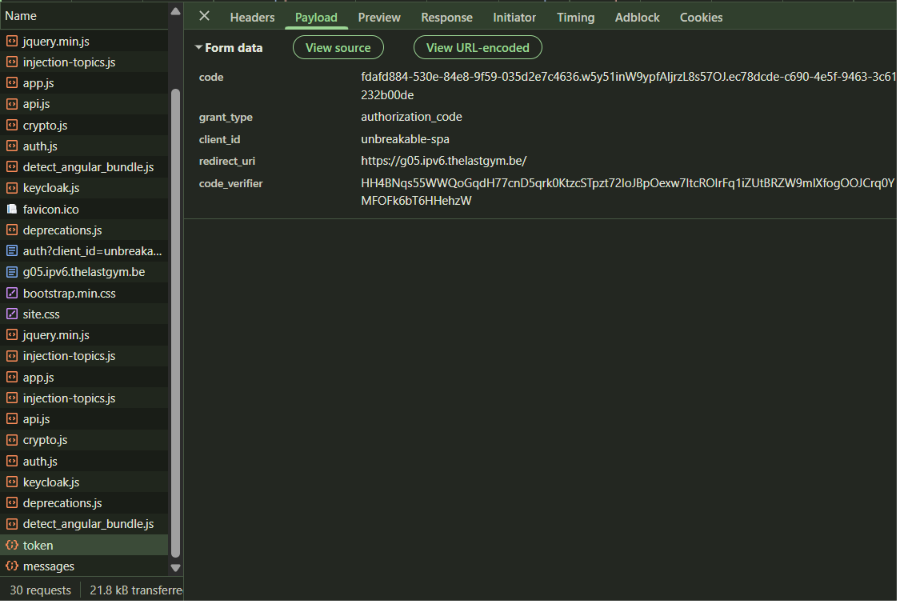 Name
jquery.min.js
injection-topics.js
app.js
api.js
crypto.js
auth.js
detect_angular_bundle.js
keycloak.js
favicon.ico
deprecations.js
auth?client_id=unbreaka...
g05.ipv6.thelastgym.be
bootstrap.min.css
site.css
jquery.min.js
injection-topics.js
app.js
injection-topics.js
api.js
crypto.js
auth.js
keycloak.js
deprecations.js
detect_angular_bundle.js
token
messages
30 requests 21.8 kB transferre
Headers Payload Preview Response Initiator Timing Adblock Cookies
Form data View source View URL-encoded
code fdafd884-530e-84e8-9f59-035d2e7c4636.w5y51inW9ypfAljrzL8s57OJ.ec78dcde-c690-4e5f-9463-3c61
232b00de
grant_type authorization_code
client_id unbreakable-spa
redirect_uri https://g05.ipv6.thelastgym.be/
code_verifier HH4BNqs55WWQoGqdH77cnD5qrk0KtzcSTpzt72IoJBpOexw7ltcROIrFq1iZUtBRZW9mlXfogOOJCrq0Y
MFOFk6bT6HHehzW